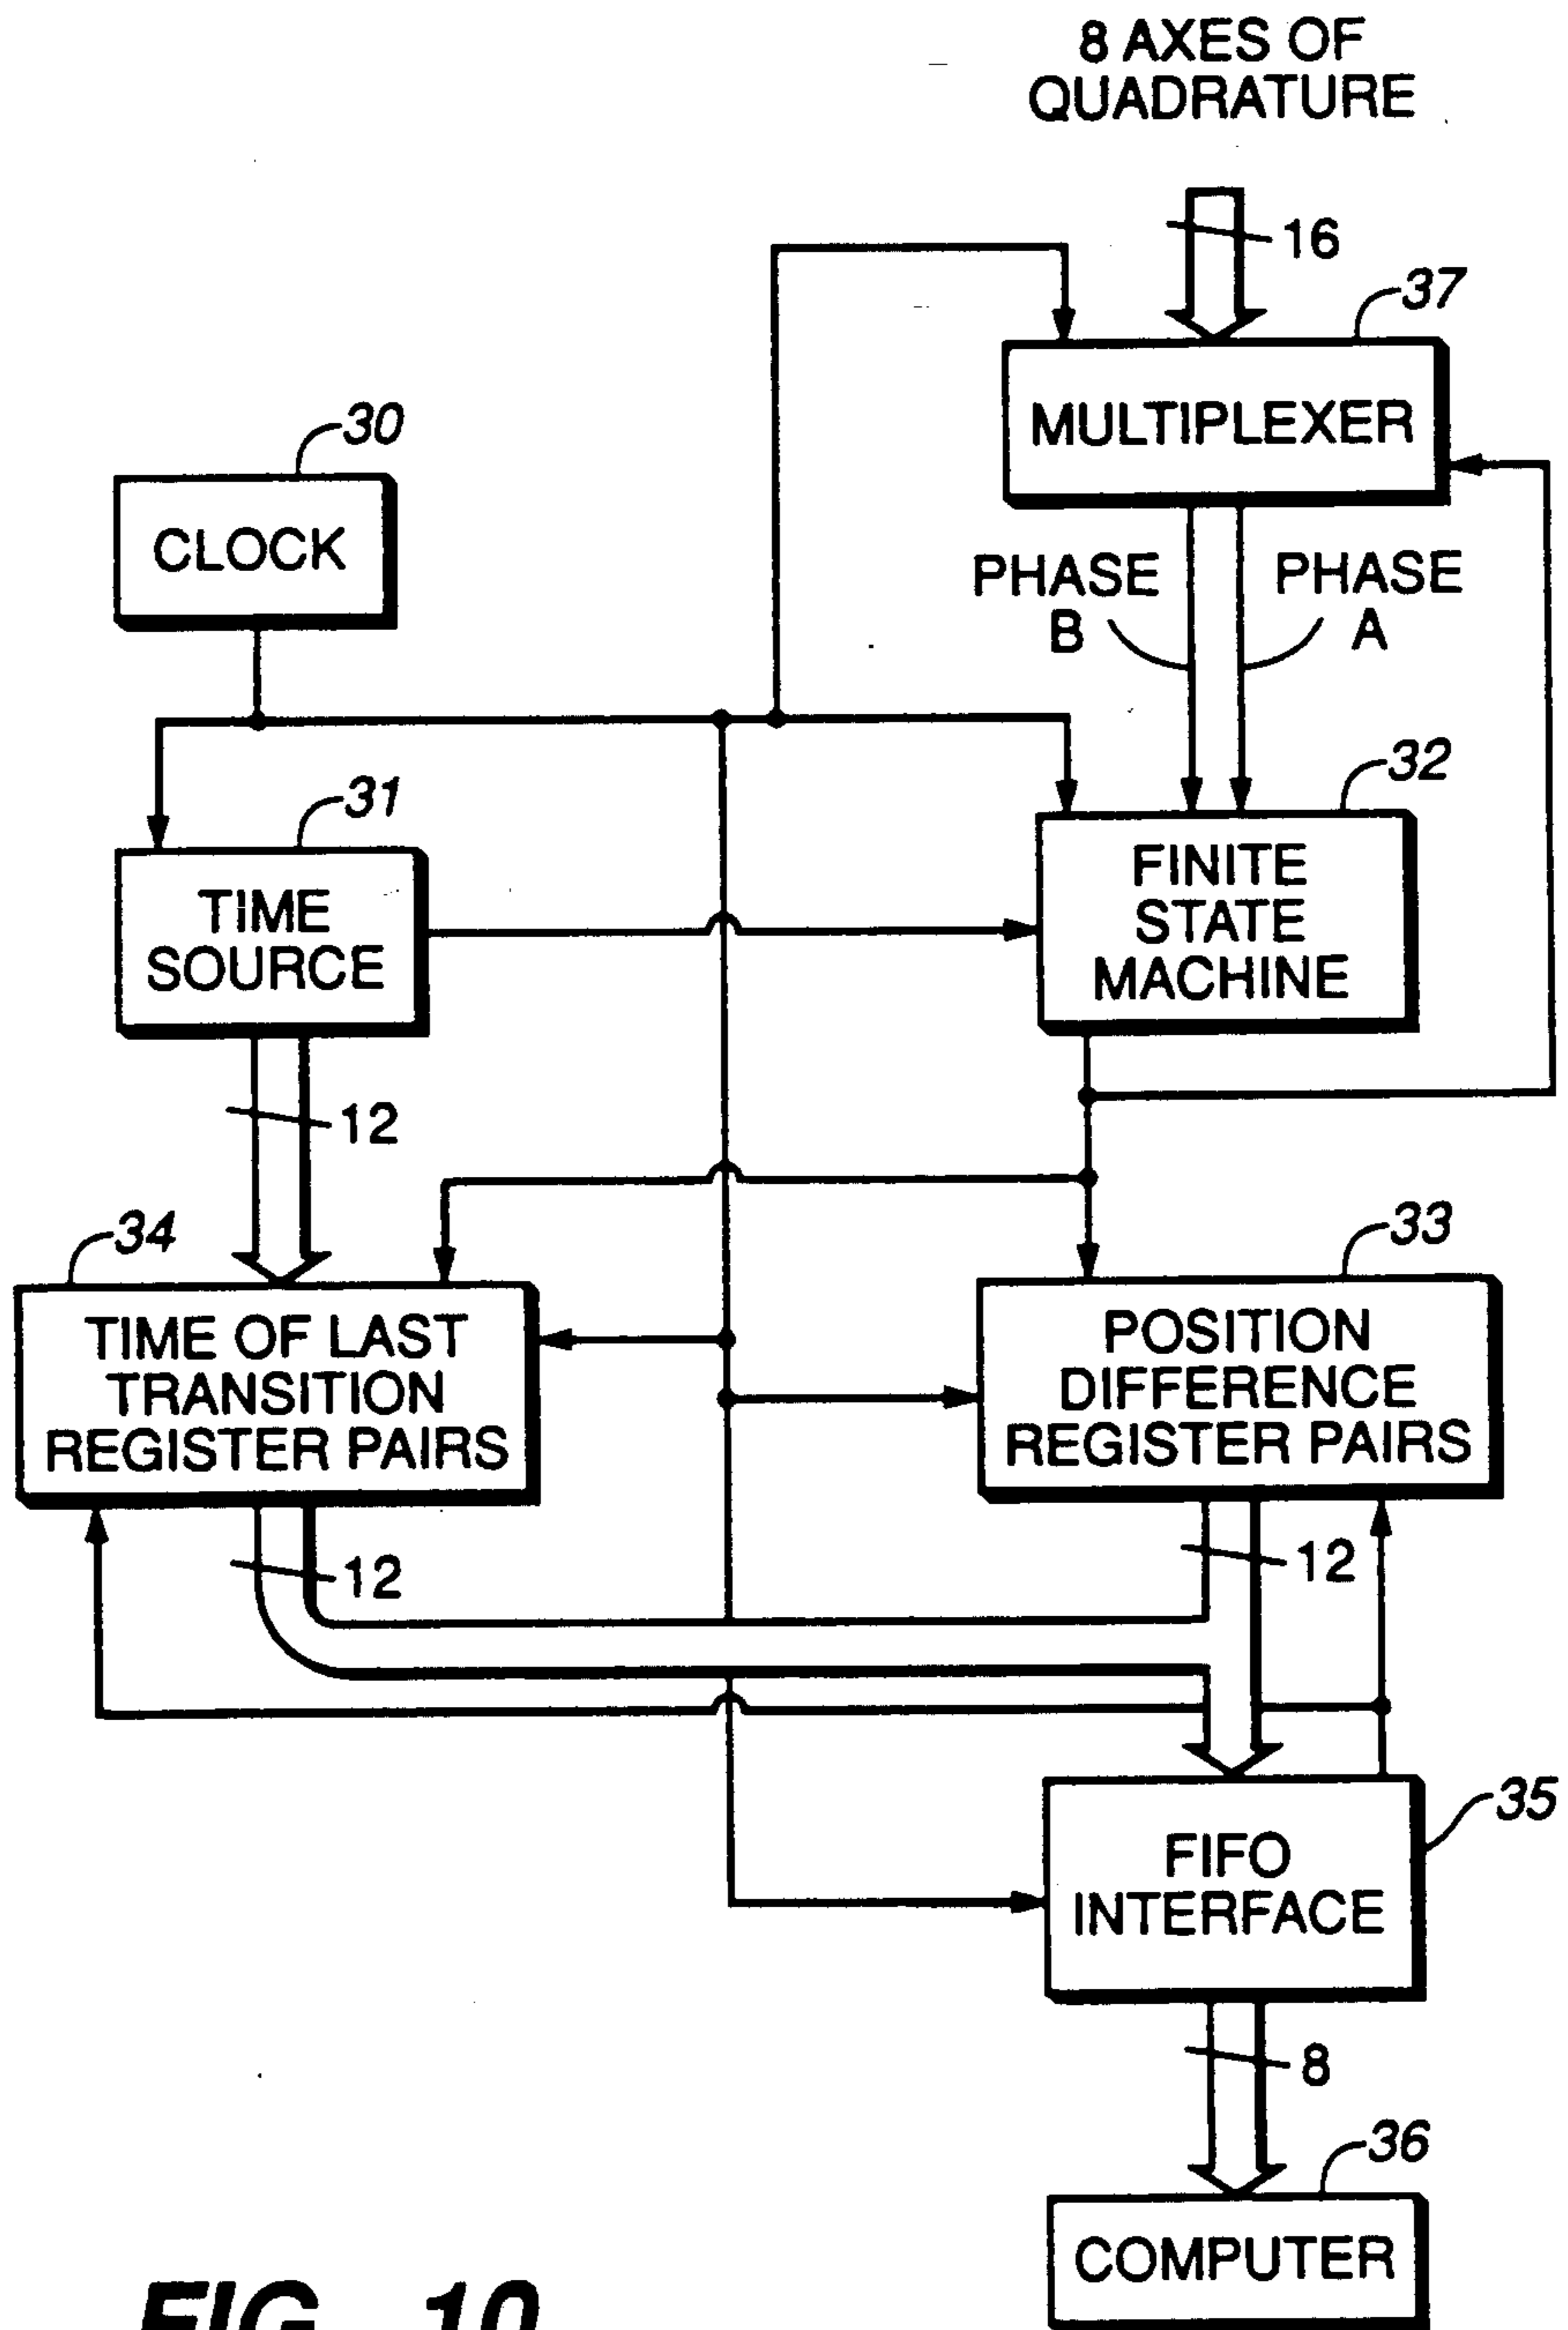 8 AXES OF
QUADRATURE
16
37
MULTIPLEXER
30
CLOCK
PHASE
B
PHASE
A
32
31
TIME
SOURCE
FINITE
STATE
MACHINE
12
34
33
TIME OF LAST
TRANSITION
REGISTER PAIRS
POSITION
DIFFERENCE
REGISTER PAIRS
12
12
35
FIFO
INTERFACE
8
36
COMPUTER
FIG. 10